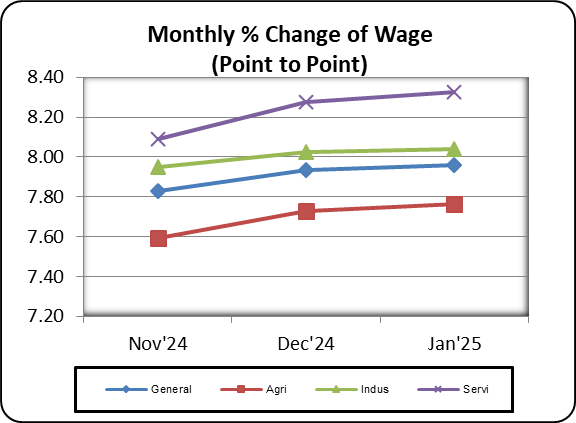 Monthly % Change of Wage
(Point to Point)
8.40
8.20
8.00
7.80
7.60
7.40
7.20
Nov'24 Dec'24 Jan'25
General Agri Indus Servi